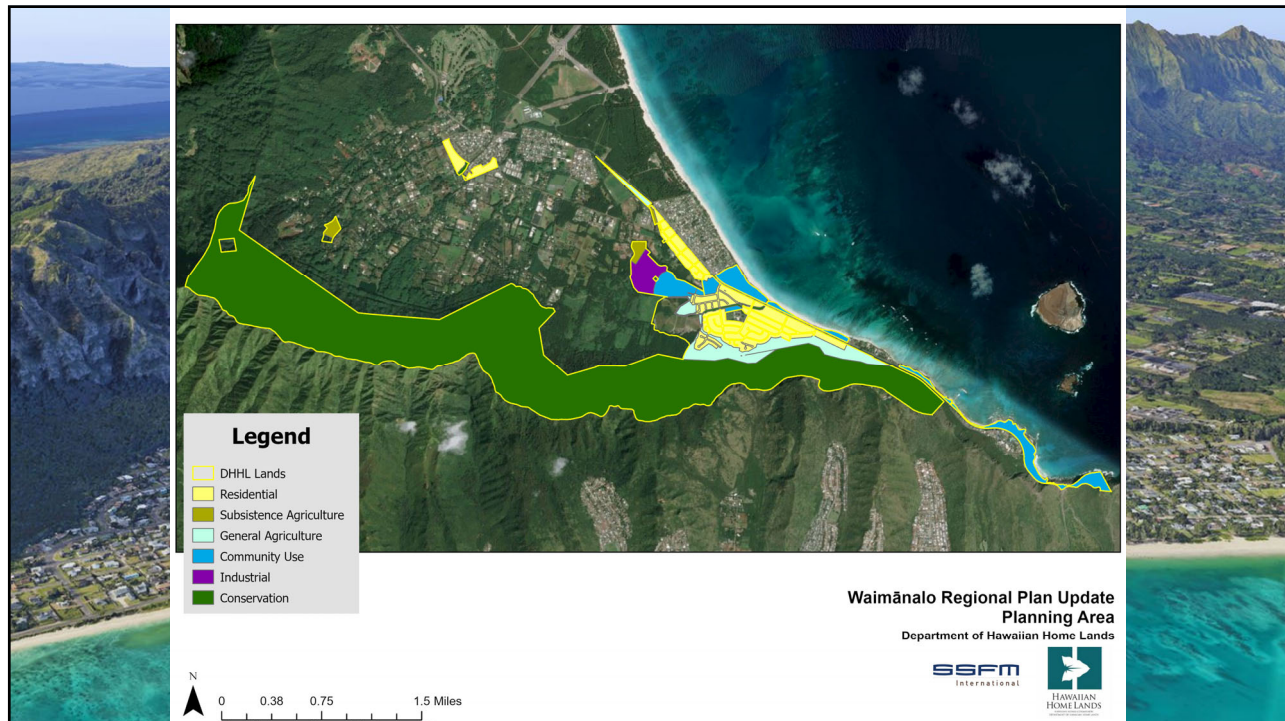 Legend
DHHL Lands
Residential
Subsistence Agriculture
General Agriculture
Community Use
Industrial
Conservation
Waimānalo Regional Plan Update
Planning Area
Department of Hawaiian Home Lands
SSFM
International
HAWAIIAN
HOME LANDS
N
0 0.38 0.75 1.5 Miles